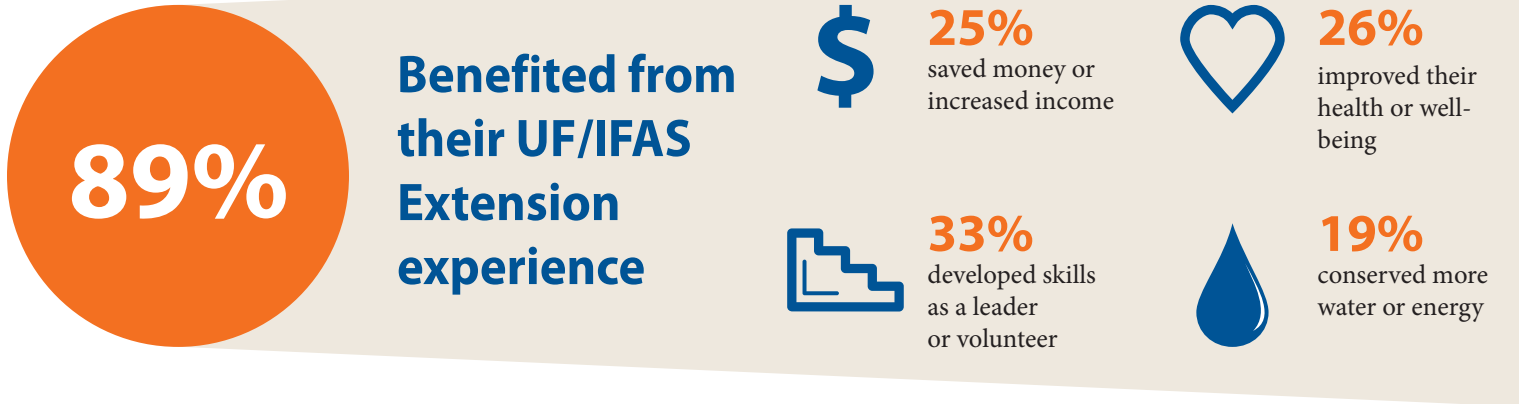 89%
Benefited from
their UF/IFAS
Extension
experience
$
25%
saved money or
increased income
26%
improved their
health or well-
being
33%
developed skills
as a leader
or volunteer
19%
conserved more
water or energy